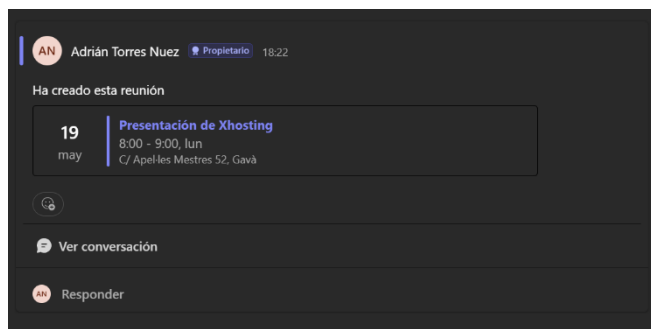 AN Adrián Torres Nuez Propietario 18:22
Ha creado esta reunión
19 may
Presentación de Xhosting
8:00 - 9:00, lun
C/ Apel·les Mestres 52, Gavà
Ver conversación
AN Responder